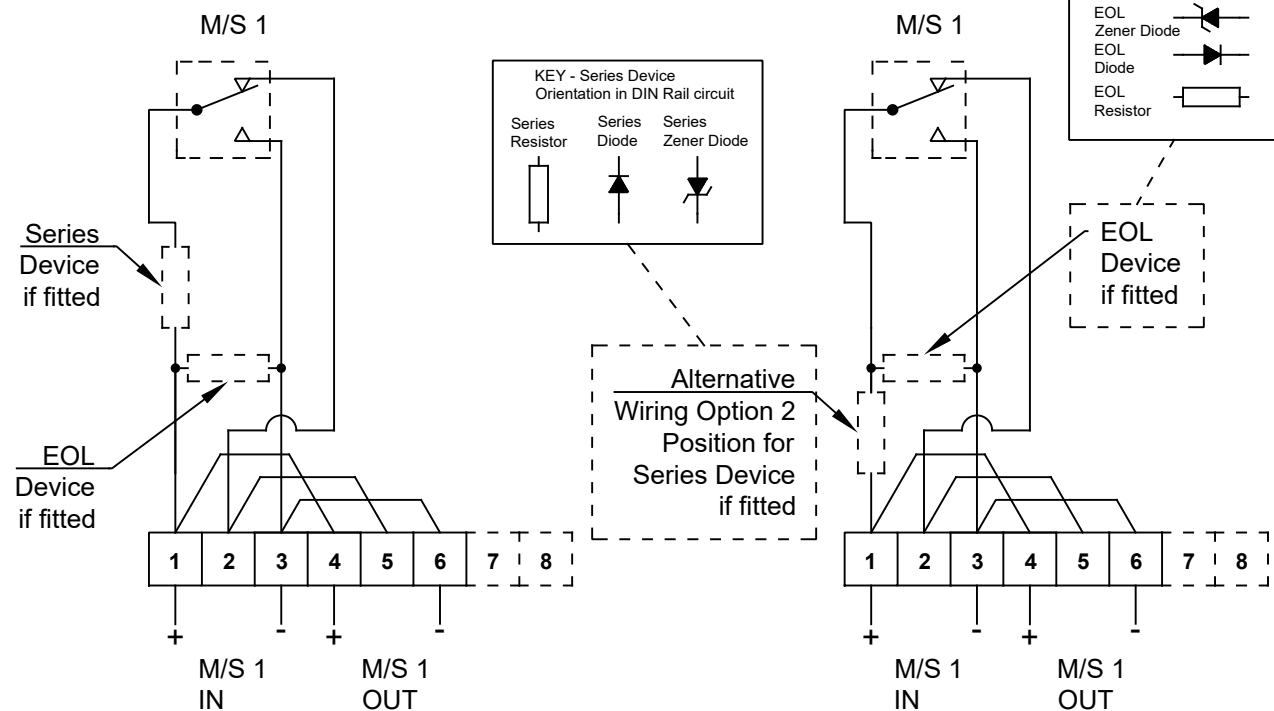 M/S 1
Series
Device
if fitted
EOL
Device
if fitted
1 2 3 4 5 6 7 8
+ - + -
M/S 1
IN
M/S 1
OUT
KEY - Series Device
Orientation in DIN Rail circuit
Series
Resistor
Series
Diode
Series
Zener Diode
Alternative
Wiring Option 2
Position for
Series Device
if fitted
M/S 1
EOL
Zener Diode
EOL
Diode
EOL
Resistor
EOL
Device
if fitted
1 2 3 4 5 6 7 8
+ - + -
M/S 1
IN
M/S 1
OUT